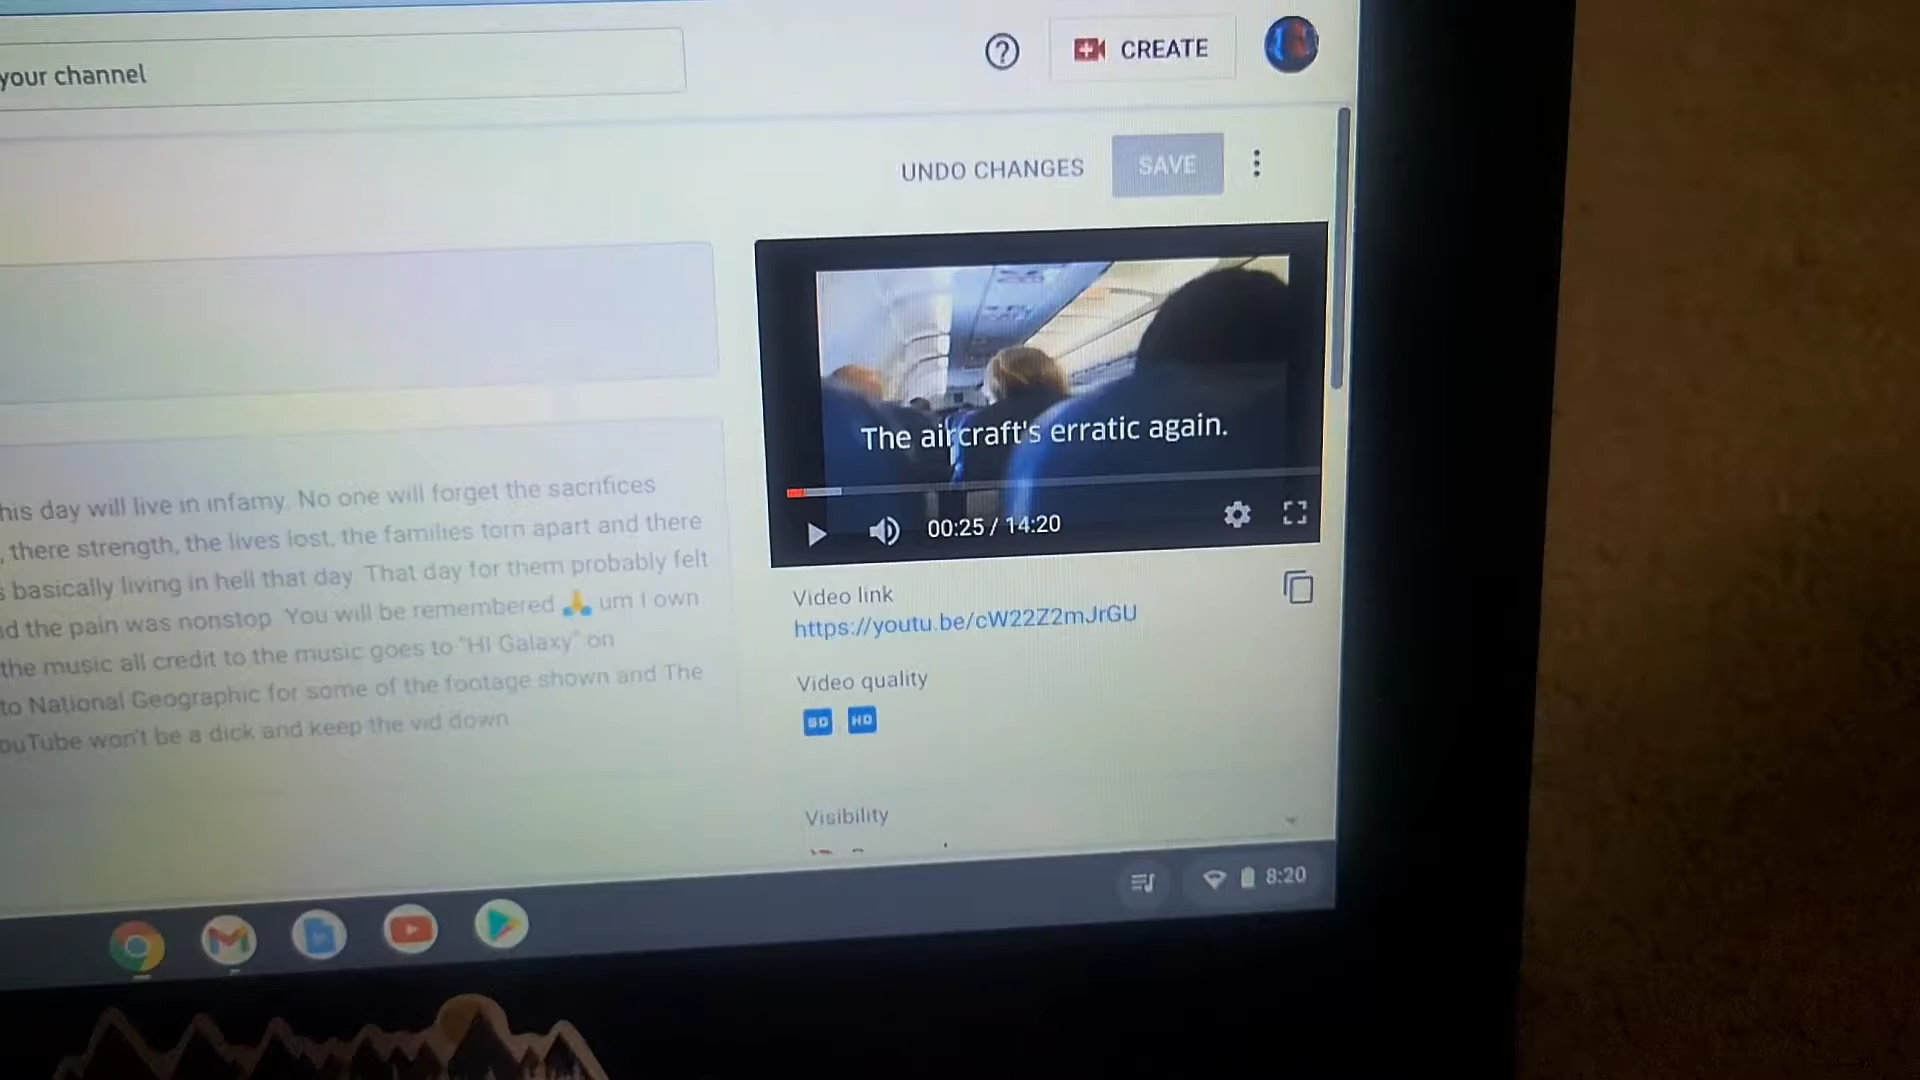 your channel
CREATE
UNDO CHANGES
SAVE
The aircraft's erratic again.
00:25 / 14:20
his day will live in infamy. No one will forget the sacrifices
, there strength, the lives lost, the families torn apart and there
s basically living in hell that day. That day for them probably felt
nd the pain was nonstop. You will be remembered 🙏 um I own
the music all credit to the music goes to "HI Galaxy" on
to National Geographic for some of the footage shown and The
ouTube won't be a dick and keep the vid down
Video link
https://youtu.be/cW22Z2mJrGU
Video quality
SD HD
Visibility
8:20